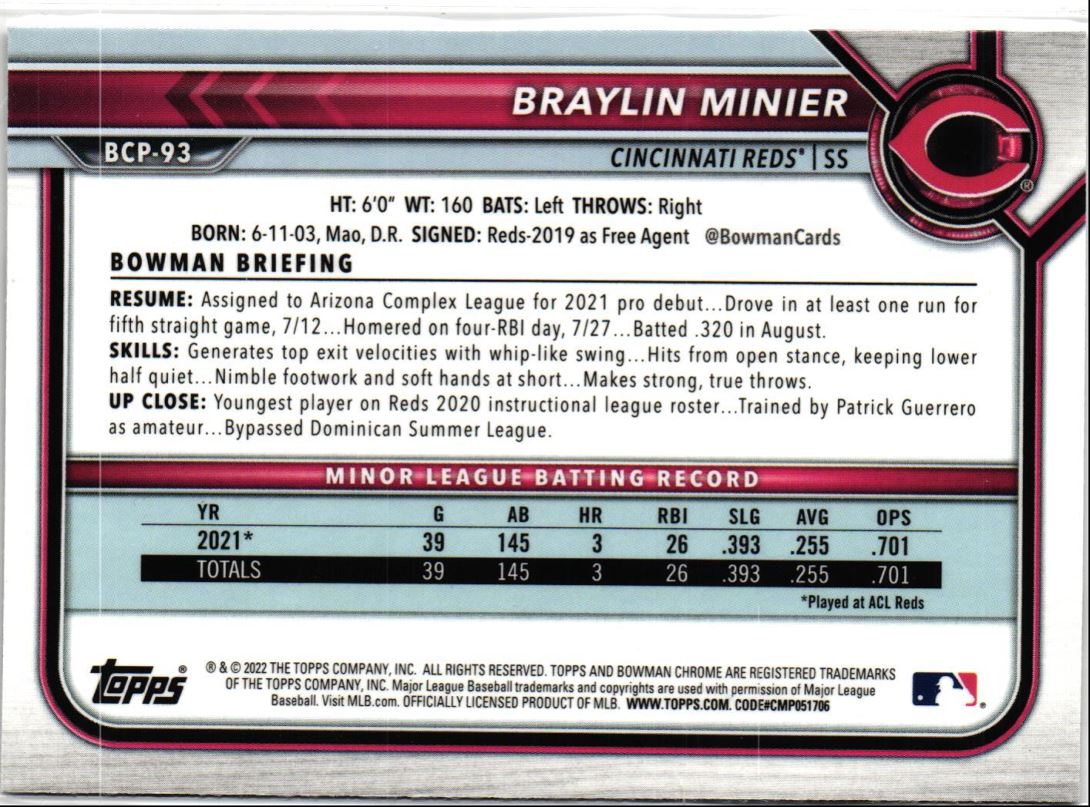 BRAYLIN MINIER
BCP-93
CINCINNATI REDS® | SS
C
®
HT: 6'0" WT: 160 BATS: Left THROWS: Right
BORN: 6-11-03, Mao, D.R. SIGNED: Reds-2019 as Free Agent @BowmanCards
BOWMAN BRIEFING
RESUME: Assigned to Arizona Complex League for 2021 pro debut...Drove in at least one run for
fifth straight game, 7/12...Homered on four-RBI day, 7/27...Batted .320 in August.
SKILLS: Generates top exit velocities with whip-like swing...Hits from open stance, keeping lower
half quiet...Nimble footwork and soft hands at short...Makes strong, true throws.
UP CLOSE: Youngest player on Reds 2020 instructional league roster...Trained by Patrick Guerrero
as amateur...Bypassed Dominican Summer League.
MINOR LEAGUE BATTING RECORD
YR G AB HR RBI SLG AVG OPS
2021* 39 145 3 26 .393 .255 .701
TOTALS 39 145 3 26 .393 .255 .701
*Played at ACL Reds
topps®
® & © 2022 THE TOPPS COMPANY, INC. ALL RIGHTS RESERVED. TOPPS AND BOWMAN CHROME ARE REGISTERED TRADEMARKS
OF THE TOPPS COMPANY, INC. Major League Baseball trademarks and copyrights are used with permission of Major League
Baseball. Visit MLB.com. OFFICIALLY LICENSED PRODUCT OF MLB. WWW.TOPPS.COM. CODE#CMP051706
®